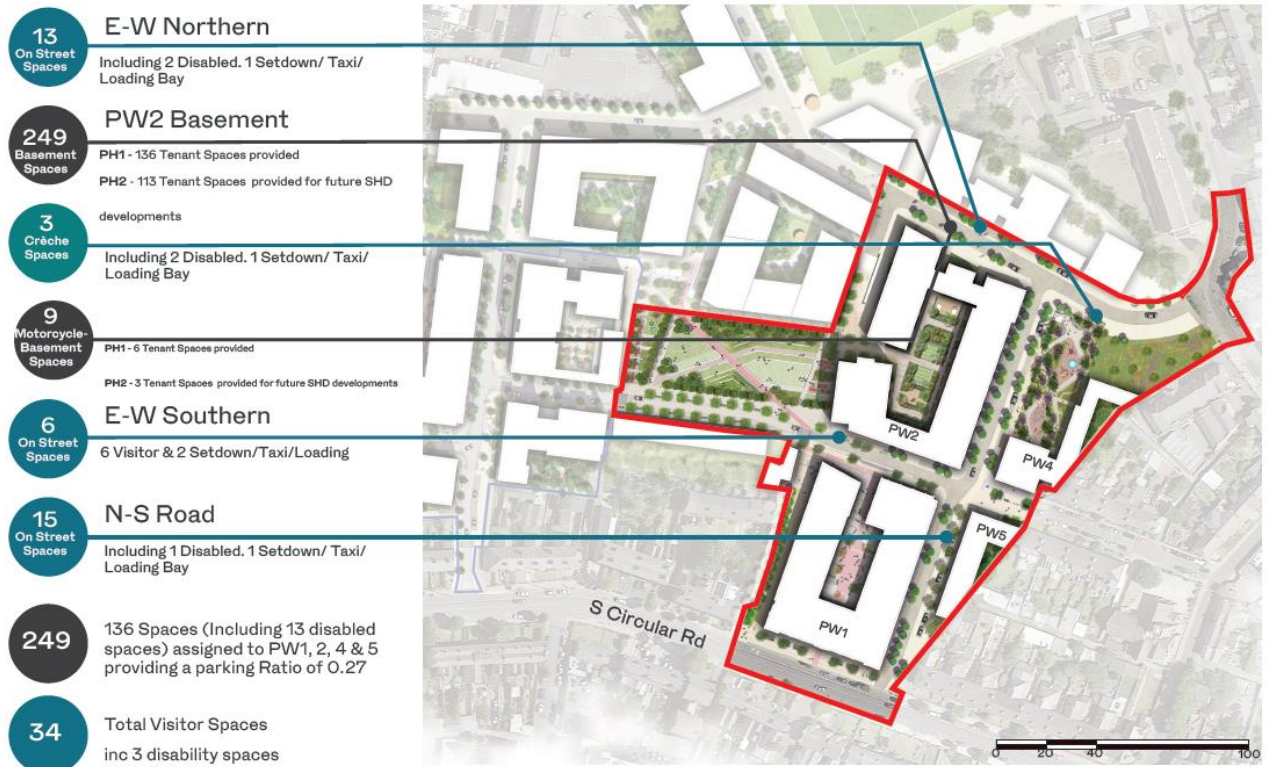 13
On Street
Spaces
E-W Northern
Including 2 Disabled. 1 Setdown/ Taxi/
Loading Bay
249
Basement
Spaces
PW2 Basement
PH1 - 136 Tenant Spaces provided
PH2 - 113 Tenant Spaces provided for future SHD
developments
3
Crèche
Spaces
Including 2 Disabled. 1 Setdown/ Taxi/
Loading Bay
9
Motorcycle-
Basement
Spaces
PH1 - 6 Tenant Spaces provided
PH2 - 3 Tenant Spaces provided for future SHD developments
6
On Street
Spaces
E-W Southern
6 Visitor & 2 Setdown/Taxi/Loading
15
On Street
Spaces
N-S Road
Including 1 Disabled. 1 Setdown/ Taxi/
Loading Bay
249
136 Spaces (Including 13 disabled
spaces) assigned to PW1, 2, 4 & 5
providing a parking Ratio of 0.27
34
Total Visitor Spaces
inc 3 disability spaces
PW2
PW4
PW5
PW1
S Circular Rd
0 20 40 100